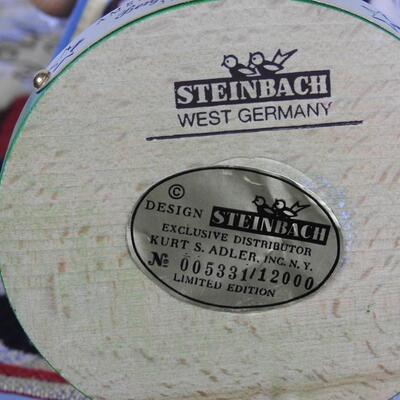 STEINBACH
WEST GERMANY
©
DESIGN STEINBACH
EXCLUSIVE DISTRIBUTOR
KURT S. ADLER, INC. N.Y.
№ 005331/12000
LIMITED EDITION